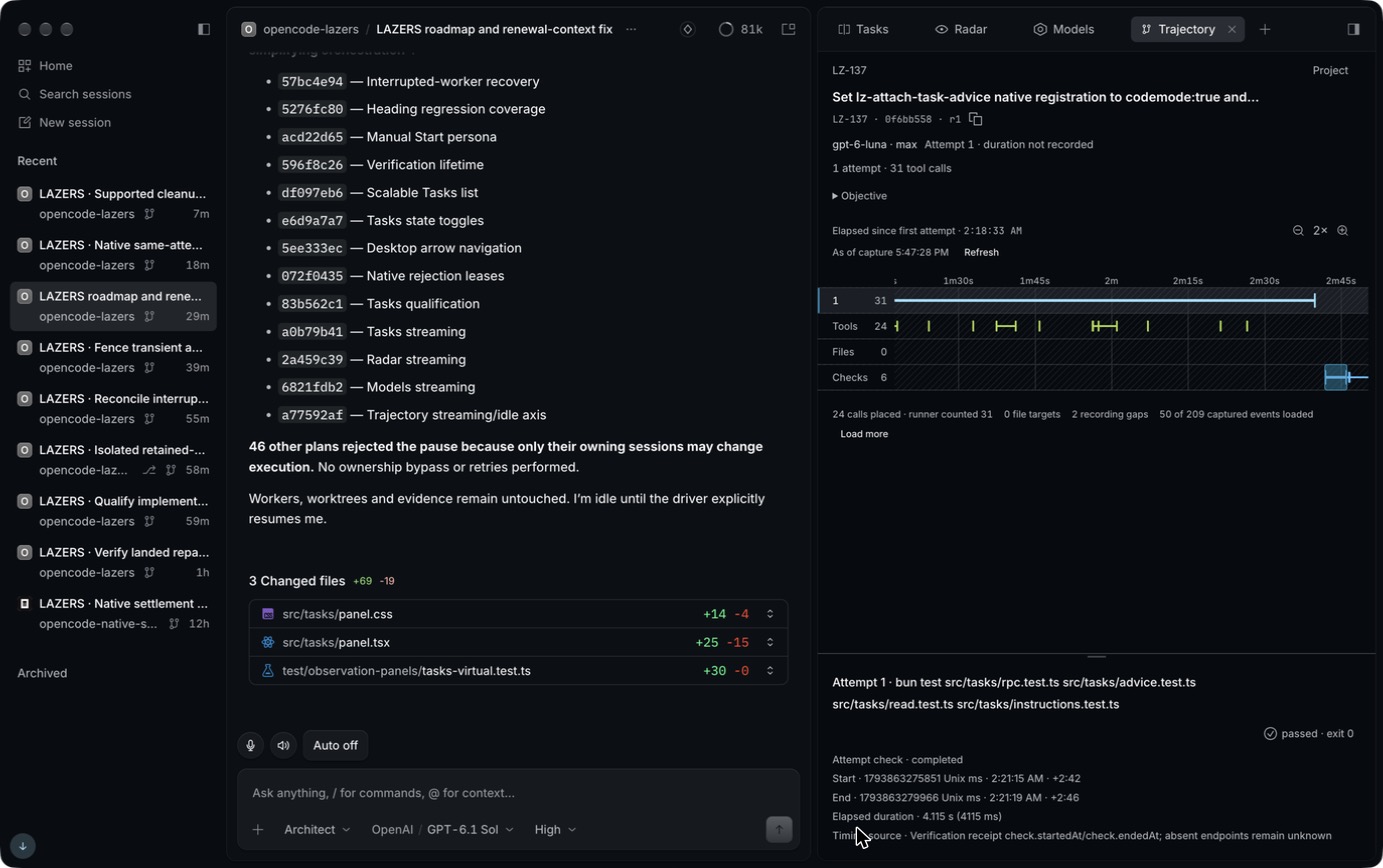 opencode-lazers / LAZERS roadmap and renewal-context fix ···
81k
Home
Search sessions
New session
Recent
LAZERS · Supported cleanu...
opencode-lazers 7m
LAZERS · Native same-atte...
opencode-lazers 18m
LAZERS roadmap and rene...
opencode-lazers 29m
LAZERS · Fence transient a...
opencode-lazers 39m
LAZERS · Reconcile interrup...
opencode-lazers 55m
LAZERS · Isolated retained-...
opencode-laz... 58m
LAZERS · Qualify implement...
opencode-lazers 59m
LAZERS · Verify landed repa...
opencode-lazers 1h
LAZERS · Native settlement ...
opencode-native-s... 12h
Archived
• 57bc4e94 — Interrupted-worker recovery
• 5276fc80 — Heading regression coverage
• acd22d65 — Manual Start persona
• 596f8c26 — Verification lifetime
• df097eb6 — Scalable Tasks list
• e6d9a7a7 — Tasks state toggles
• 5ee333ec — Desktop arrow navigation
• 072f0435 — Native rejection leases
• 83b562c1 — Tasks qualification
• a0b79b41 — Tasks streaming
• 2a459c39 — Radar streaming
• 6821fdb2 — Models streaming
• a77592af — Trajectory streaming/idle axis
46 other plans rejected the pause because only their owning sessions may change
execution. No ownership bypass or retries performed.
Workers, worktrees and evidence remain untouched. I'm idle until the driver explicitly
resumes me.
3 Changed files +69 -19
src/tasks/panel.css +14 -4
src/tasks/panel.tsx +25 -15
test/observation-panels/tasks-virtual.test.ts +30 -0
Auto off
Ask anything, / for commands, @ for context...
Architect OpenAI / GPT-6.1 Sol High
Tasks Radar Models Trajectory
LZ-137 Project
Set lz-attach-task-advice native registration to codemode:true and...
LZ-137 · 0f6bb558 · r1
gpt-6-luna · max Attempt 1 · duration not recorded
1 attempt · 31 tool calls
Objective
Elapsed since first attempt · 2:18:33 AM 2×
As of capture 5:47:28 PM Refresh
1m30s 1m45s 2m 2m15s 2m30s 2m45s
1 31
Tools 24
Files 0
Checks 6
24 calls placed · runner counted 31 0 file targets 2 recording gaps 50 of 209 captured events loaded
Load more
Attempt 1 · bun test src/tasks/rpc.test.ts src/tasks/advice.test.ts
src/tasks/read.test.ts src/tasks/instructions.test.ts
passed · exit 0
Attempt check · completed
Start · 1793863275851 Unix ms · 2:21:15 AM · +2:42
End · 1793863279966 Unix ms · 2:21:19 AM · +2:46
Elapsed duration · 4.115 s (4115 ms)
source · Verification receipt check.startedAt/check.endedAt; absent endpoints remain unknown